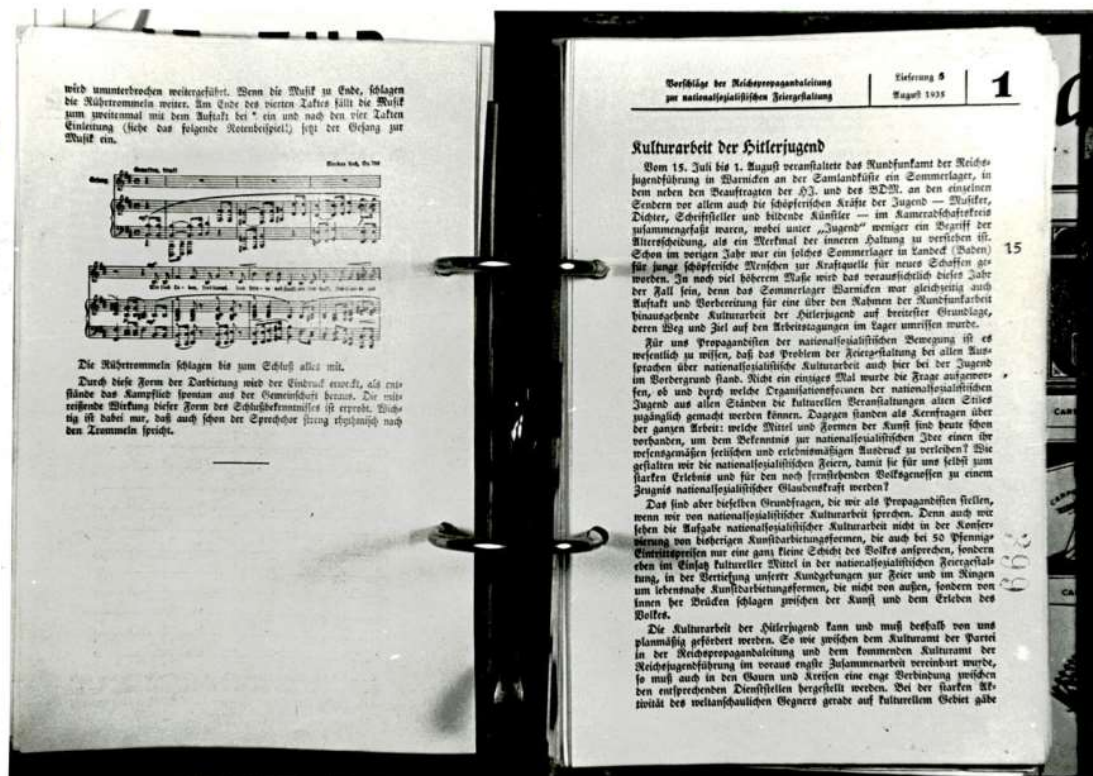 wird ununterbrochen weitergeführt. Wenn die Musik zu Ende, schlagen
die Rührtrommeln weiter. Am Ende des vierten Taktes fällt die Musik
zum zweitenmal mit dem Auftakt bei *. ein und nach den vier Takten
Einleitung (siehe das folgende Notenbeispiel!) setzt der Gesang zur
Musik ein.
Gesang
Die Rührtrommeln schlagen bis zum Schluß alles mit.
Durch diese Form der Darbietung wird der Eindruck erweckt, als ent-
stände das Kampflied spontan aus der Gemeinschaft heraus. Die mit-
reißende Wirkung dieser Form des Schlußbekenntnisses ist erprobt. Wich-
tig ist dabei nur, daß auch schon der Sprechchor streng rhythmisch nach
den Trommeln spricht.
Vorschläge der Reichspropagandaleitung
zur nationalsozialistischen Feiergestaltung
Lieferung 5
August 1935
1
Kulturarbeit der Hitlerjugend
Vom 15. Juli bis 1. August veranstaltete das Rundfunkamt der Reichs-
jugendführung in Warnicken an der Samlandküste ein Sommerlager, in
dem neben den Beauftragten der HJ. und des BDM. an den einzelnen
Sendern vor allem auch die schöpferischen Kräfte der Jugend — Musiker,
Dichter, Schriftsteller und bildende Künstler — im Kameradschaftskreis
zusammengefaßt waren, wobei unter „Jugend“ weniger ein Begriff der
Altersscheidung, als ein Merkmal der inneren Haltung zu verstehen ist.
Schon im vorigen Jahr war ein solches Sommerlager in Landeck (Baden)
für junge schöpferische Menschen zur Kraftquelle für neues Schaffen ge-
worden. In noch viel höherem Maße wird das voraussichtlich dieses Jahr
der Fall sein, denn das Sommerlager Warnicken war gleichzeitig auch
Auftakt und Vorbereitung für eine über den Rahmen der Rundfunkarbeit
hinausgehende Kulturarbeit der Hitlerjugend auf breitester Grundlage,
deren Weg und Ziel auf den Arbeitstagungen im Lager umrissen wurde.
15
Für uns Propagandisten der nationalsozialistischen Bewegung ist es
wesentlich zu wissen, daß das Problem der Feiergestaltung bei allen Aus-
sprachen über nationalsozialistische Kulturarbeit auch hier bei der Jugend
im Vordergrund stand. Nicht ein einziges Mal wurde die Frage aufgewor-
fen, ob und durch welche Organisationsformen der nationalsozialistischen
Jugend aus allen Ständen die kulturellen Veranstaltungen alten Stiles
zugänglich gemacht werden können. Dagegen standen als Kernfragen über
der ganzen Arbeit: welche Mittel und Formen der Kunst sind heute schon
vorhanden, um dem Bekenntnis zur nationalsozialistischen Idee einen ihr
wesensgemäßen seelischen und erlebnismäßigen Ausdruck zu verleihen? Wie
gestalten wir die nationalsozialistischen Feiern, damit sie für uns selbst zum
starken Erlebnis und für den noch fernstehenden Volksgenossen zu einem
Zeugnis nationalsozialistischer Glaubenskraft werden?
Das sind aber dieselben Grundfragen, die wir als Propagandisten stellen,
wenn wir von nationalsozialistischer Kulturarbeit sprechen. Denn auch wir
sehen die Aufgabe nationalsozialistischer Kulturarbeit nicht in der Konser-
vierung von bisherigen Kunstdarbietungsformen, die auch bei 50 Pfennig-
Eintrittspreisen nur eine ganz kleine Schicht des Volkes ansprechen, sondern
eben im Einsatz kultureller Mittel in der nationalsozialistischen Feiergestal-
tung, in der Vertiefung unserer Kundgebungen zur Feier und im Ringen
um lebensnahe Kunstdarbietungsformen, die nicht von außen, sondern von
innen her Brücken schlagen zwischen der Kunst und dem Erleben des
Volkes.
Die Kulturarbeit der Hitlerjugend kann und muß deshalb von uns
planmäßig gefördert werden. So wie zwischen dem Kulturamt der Partei
in der Reichspropagandaleitung und dem kommenden Kulturamt der
Reichsjugendführung im voraus engste Zusammenarbeit vereinbart wurde,
so muß auch in den Gauen und Kreisen eine enge Verbindung zwischen
den entsprechenden Dienststellen hergestellt werden. Bei der starken Ak-
tivität des weltanschaulichen Gegners gerade auf kulturellem Gebiet gäbe